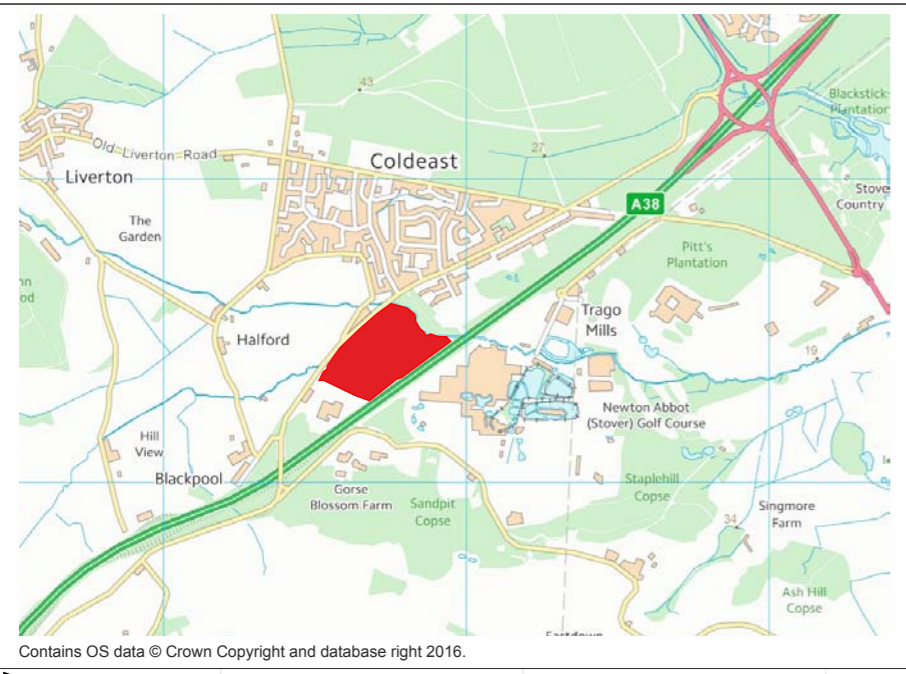 43
Blackstick
Plantation
Old Liverton Road
Coldeast
27
Liverton
Stove
Country
A38
The
Garden
Pitt's
Plantation
Trago
Mills
Halford
19
Newton Abbot
(Stover) Golf Course
Hill
View
Blackpool
Gorse
Blossom Farm
Sandpit
Copse
Staplehill
Copse
Singmore
Farm
34
Ash Hill
Copse
Contains OS data © Crown Copyright and database right 2016.